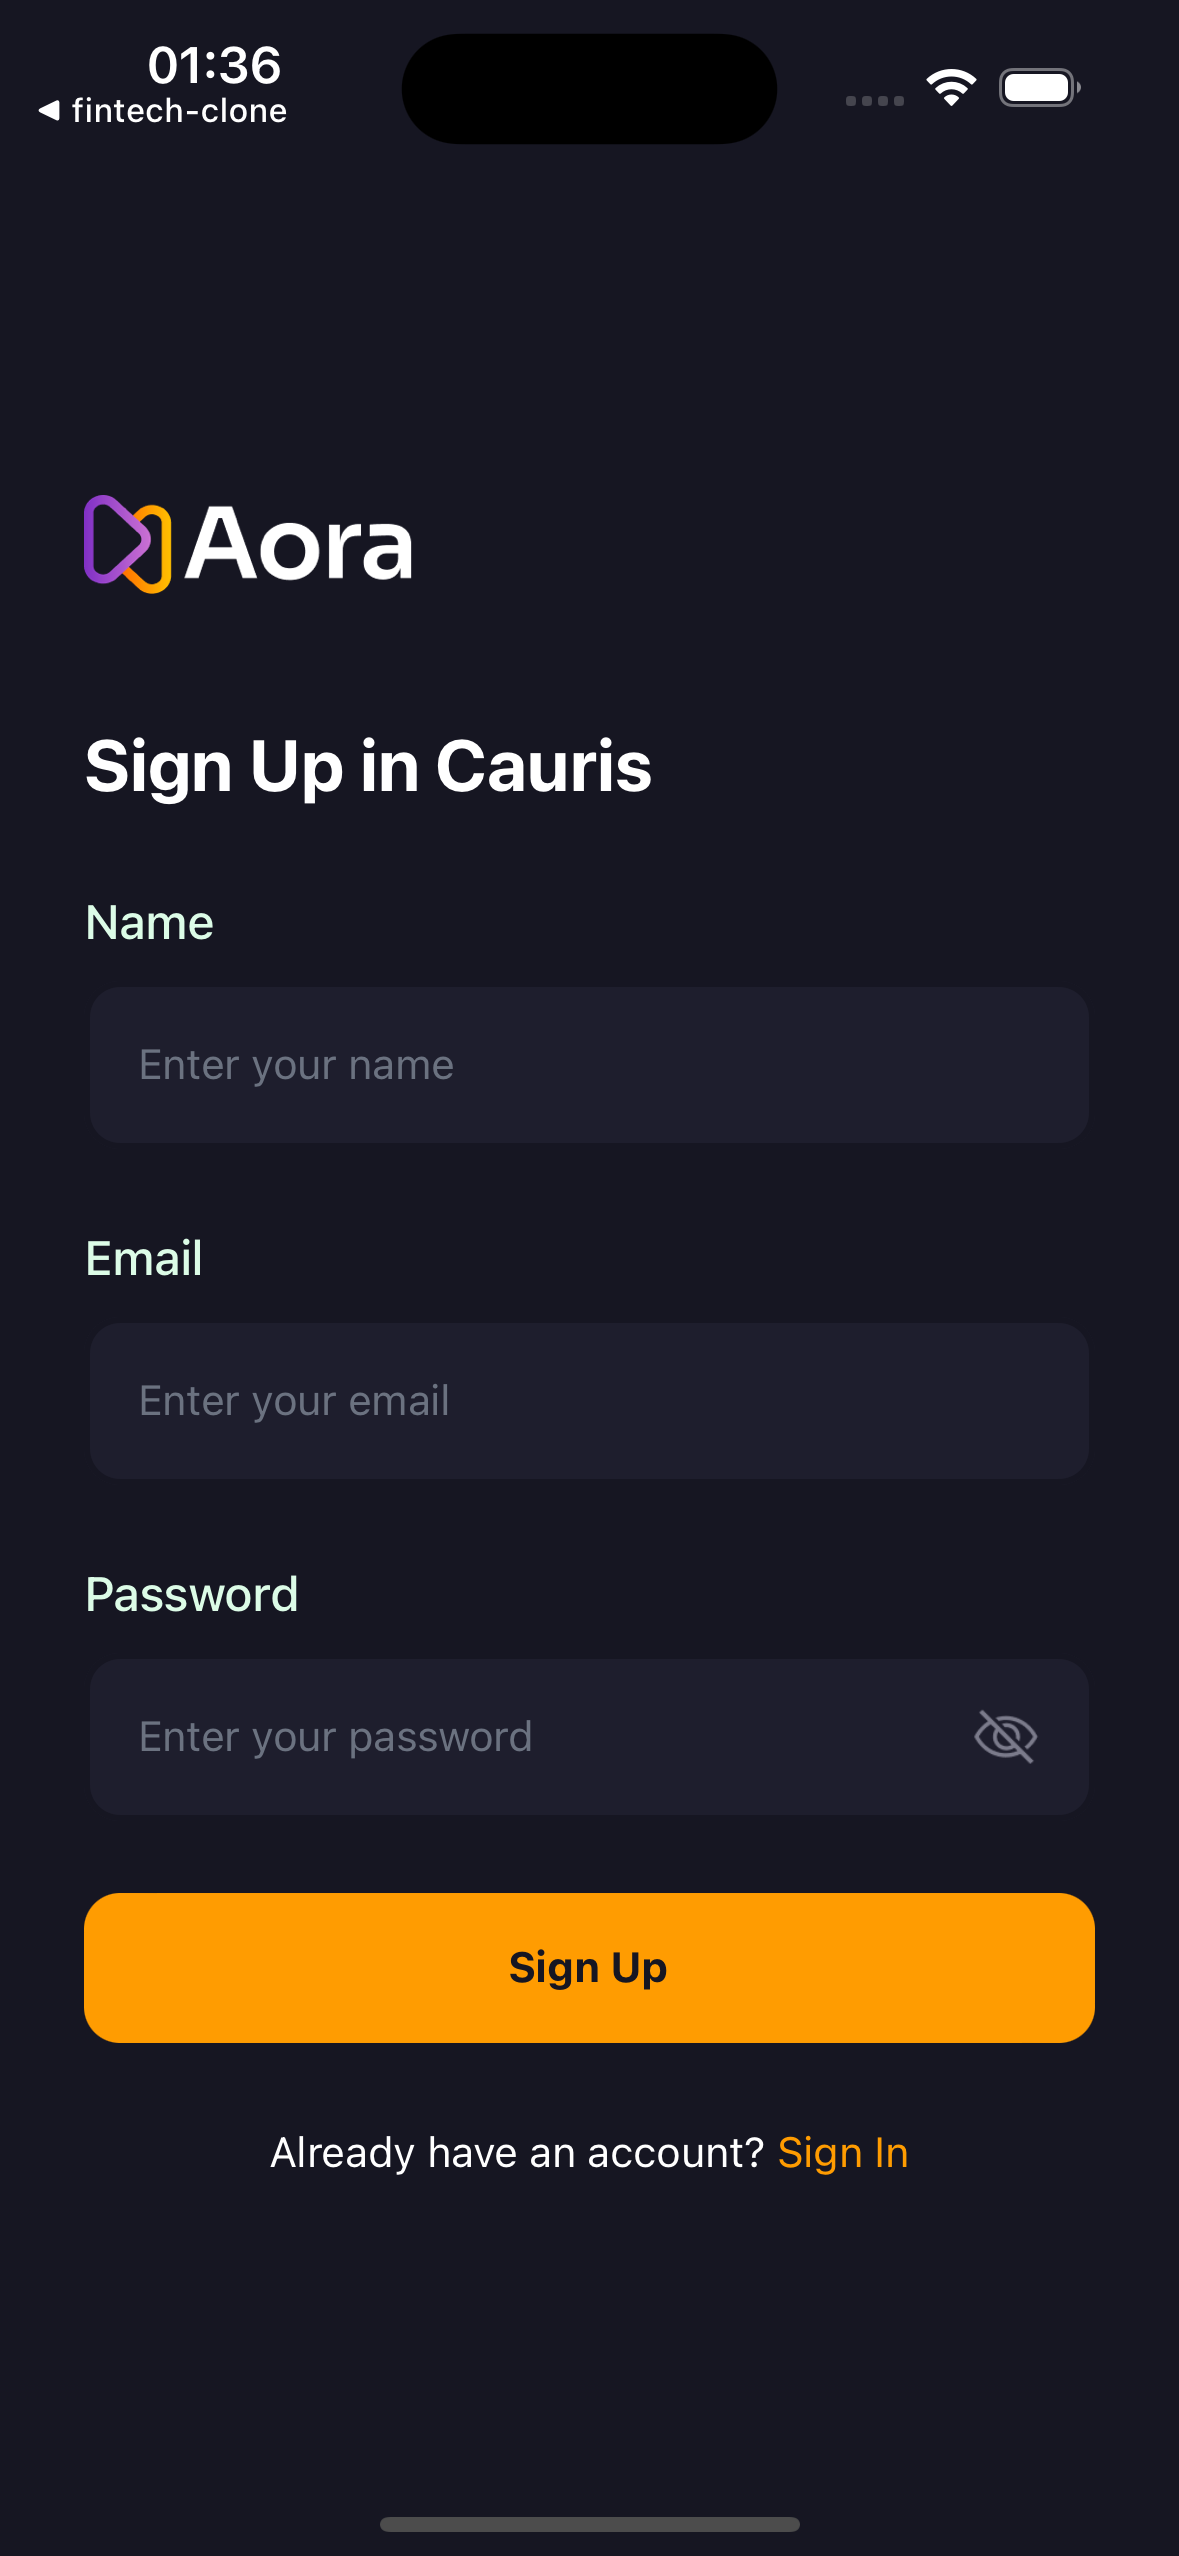 01:36
◀ fintech-clone
Aora
Sign Up in Cauris
Name
Enter your name
Email
Enter your email
Password
Enter your password
Sign Up
Already have an account? Sign In